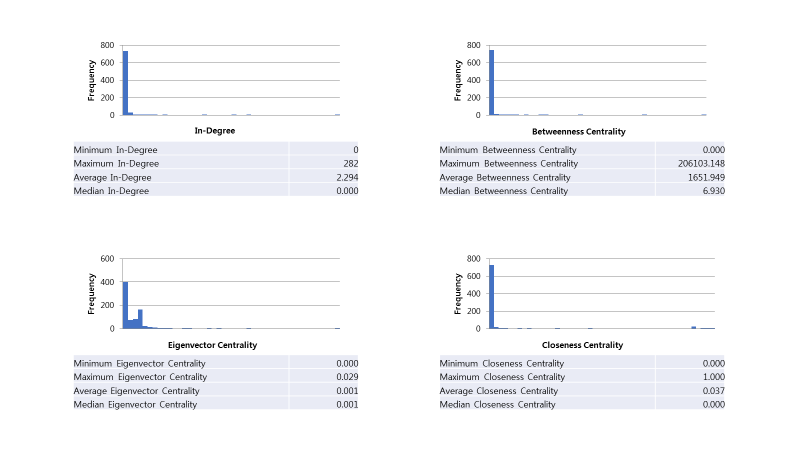 800
600
400
200
0
Frequency
In-Degree
Minimum In-Degree 0
Maximum In-Degree 282
Average In-Degree 2.294
Median In-Degree 0.000
800
600
400
200
0
Frequency
Betweenness Centrality
Minimum Betweenness Centrality 0.000
Maximum Betweenness Centrality 206103.148
Average Betweenness Centrality 1651.949
Median Betweenness Centrality 6.930
600
400
200
0
Frequency
Eigenvector Centrality
Minimum Eigenvector Centrality 0.000
Maximum Eigenvector Centrality 0.029
Average Eigenvector Centrality 0.001
Median Eigenvector Centrality 0.001
800
600
400
200
0
Frequency
Closeness Centrality
Minimum Closeness Centrality 0.000
Maximum Closeness Centrality 1.000
Average Closeness Centrality 0.037
Median Closeness Centrality 0.000